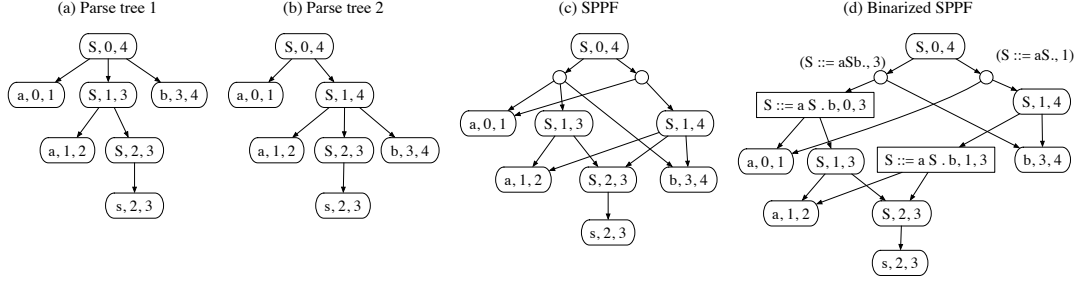 (a) Parse tree 1
S, 0, 4
a, 0, 1
S, 1, 3
b, 3, 4
a, 1, 2
S, 2, 3
s, 2, 3
(b) Parse tree 2
S, 0, 4
a, 0, 1
S, 1, 4
a, 1, 2
S, 2, 3
b, 3, 4
s, 2, 3
(c) SPPF
S, 0, 4
a, 0, 1
S, 1, 3
S, 1, 4
a, 1, 2
S, 2, 3
b, 3, 4
s, 2, 3
(d) Binarized SPPF
S, 0, 4
(S ::= aSb., 3)
(S ::= aS., 1)
S ::= a S . b, 0, 3
S, 1, 4
a, 0, 1
S, 1, 3
S ::= a S . b, 1, 3
b, 3, 4
a, 1, 2
S, 2, 3
s, 2, 3